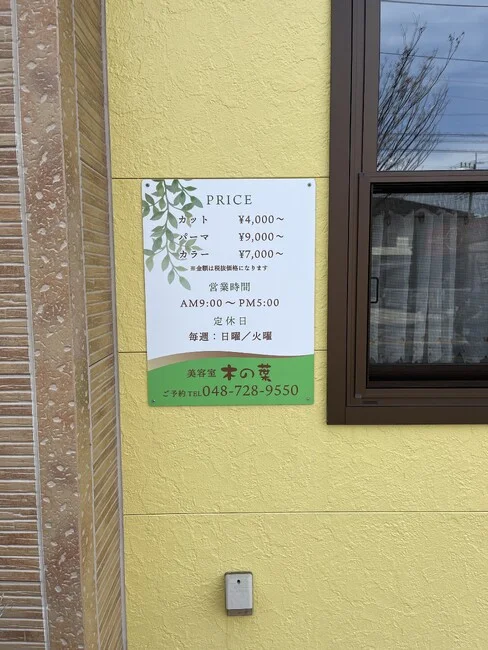 PRICE
カット ¥4,000〜
パーマ ¥9,000〜
カラー ¥7,000〜
※金額は税抜価格になります
営業時間
AM9:00〜PM5:00
定休日
毎週：日曜／火曜
美容室 木の葉
ご予約TEL 048-728-9550